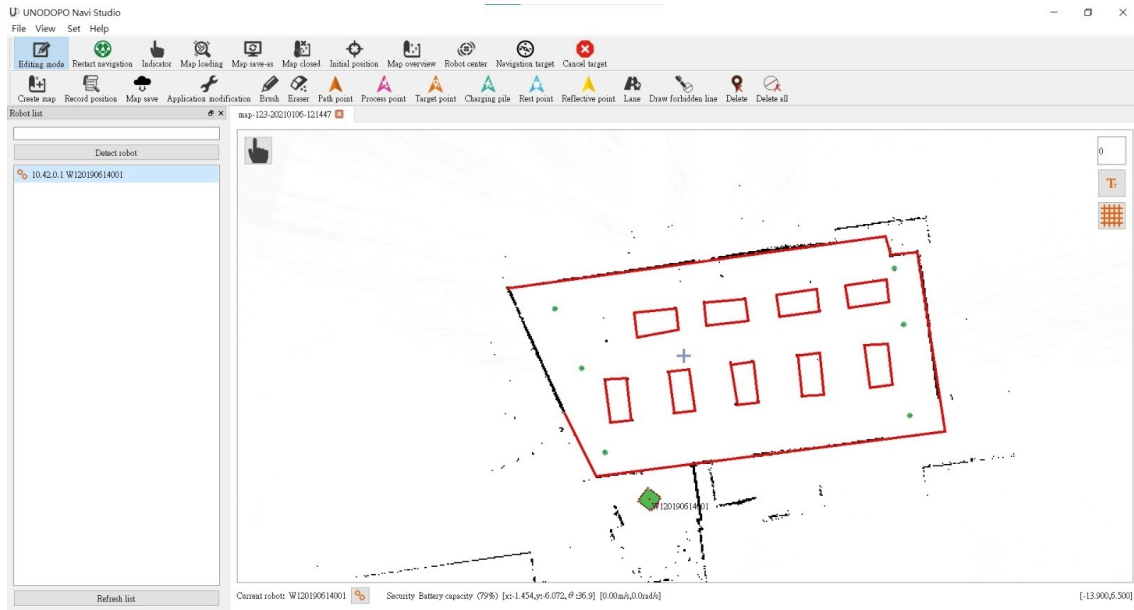 UNODOPO Navi Studio
File View Set Help
Editing mode Restart navigation Indicator Map loading Map save-as Map closed Initial position Map overview Robot center Navigation target Cancel target
Create map Record position Map save Application modification Brush Eraser Path point Process point Target point Charging pile Rest point Reflective point Lane Draw forbidden line Delete Delete all
Robot list
map-123-20210106-121447
Detect robot
10.42.0.1 W120190614001
0
W120190614001
Refresh list
Current robot: W120190614001 Security Battery capacity (79%) [x:-1.454,y:-6.072, θ:36.9] [0.00m/s,0.0rad/s]
[-13.900,6.500]